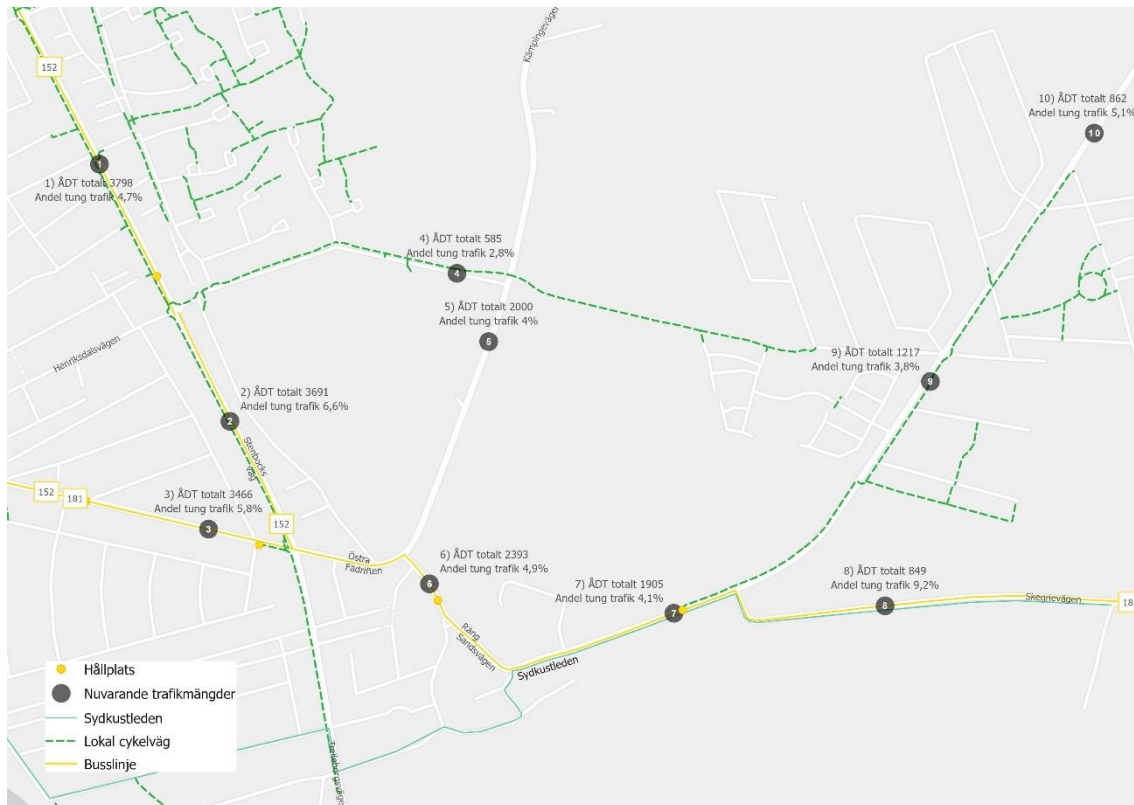 152
Kämpingevägen
10) ÅDT totalt 862
Andel tung trafik 5,1%
10
1
1) ÅDT totalt 3798
Andel tung trafik 4,7%
4) ÅDT totalt 585
Andel tung trafik 2,8%
4
5) ÅDT totalt 2000
Andel tung trafik 4%
5
Henriksdalsvägen
9) ÅDT totalt 1217
Andel tung trafik 3,8%
9
2) ÅDT totalt 3691
Andel tung trafik 6,6%
2
Stenbocks
väg
152
181
3) ÅDT totalt 3466
Andel tung trafik 5,8%
3
152
Östra
Fädriften
6) ÅDT totalt 2393
Andel tung trafik 4,9%
6
7) ÅDT totalt 1905
Andel tung trafik 4,1%
7
8) ÅDT totalt 849
Andel tung trafik 9,2%
8
Skegrievägen
18
Räng
Sandsvägen
Sydkustleden
Hållplats
Nuvarande trafikmängder
Sydkustleden
Lokal cykelväg
Busslinje